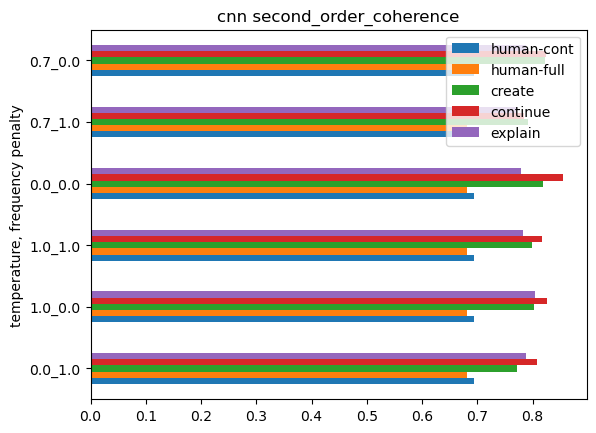 cnn second_order_coherence
temperature, frequency penalty
0.7_0.0
0.7_1.0
0.0_0.0
1.0_1.0
1.0_0.0
0.0_1.0
human-cont
human-full
create
continue
explain
0.0 0.1 0.2 0.3 0.4 0.5 0.6 0.7 0.8